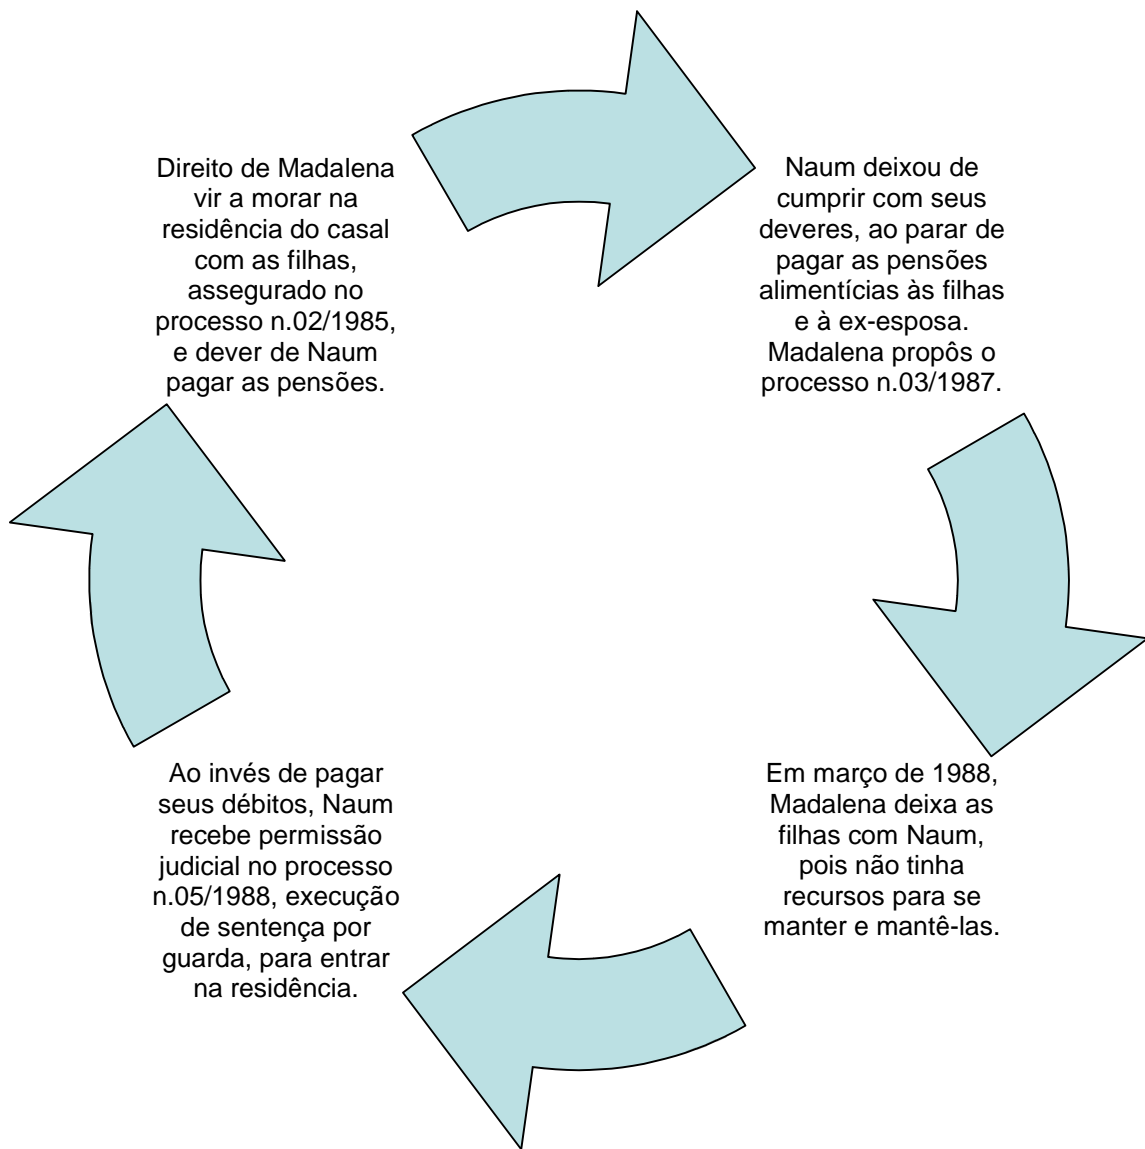 Direito de Madalena
vir a morar na
residência do casal
com as filhas,
assegurado no
processo n.02/1985,
e dever de Naum
pagar as pensões.
Naum deixou de
cumprir com seus
deveres, ao parar de
pagar as pensões
alimentícias às filhas
e à ex-esposa.
Madalena propôs o
processo n.03/1987.
Em março de 1988,
Madalena deixa as
filhas com Naum,
pois não tinha
recursos para se
manter e mantê-las.
Ao invés de pagar
seus débitos, Naum
recebe permissão
judicial no processo
n.05/1988, execução
de sentença por
guarda, para entrar
na residência.